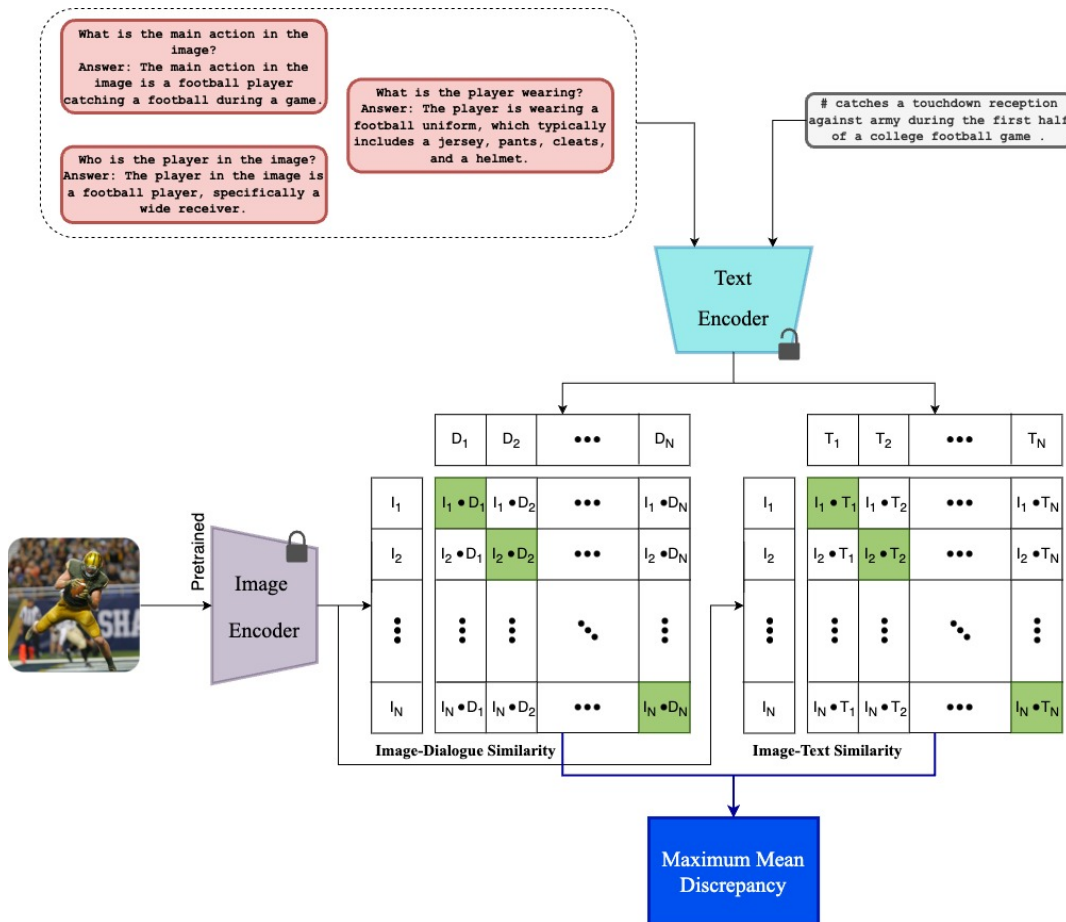 What is the main action in the
image?
Answer: The main action in the
image is a football player
catching a football during a game.
What is the player wearing?
Answer: The player is wearing a
football uniform, which typically
includes a jersey, pants, cleats,
and a helmet.
Who is the player in the image?
Answer: The player in the image is
a football player, specifically a
wide receiver.
# catches a touchdown reception
against army during the first half
of a college football game .
Text
Encoder
D1 D2 ••• DN
T1 T2 ••• TN
Pretrained
Image
Encoder
I1 I1•D1 I1•D2 ••• I1•DN
I2 I2•D1 I2•D2 ••• I2•DN
IN IN•D1 IN•D2 ••• IN•DN
Image-Dialogue Similarity
I1 I1•T1 I1•T2 ••• I1•TN
I2 I2•T1 I2•T2 ••• I2•TN
IN IN•T1 IN•T2 ••• IN•TN
Image-Text Similarity
SHA
Maximum Mean
Discrepancy